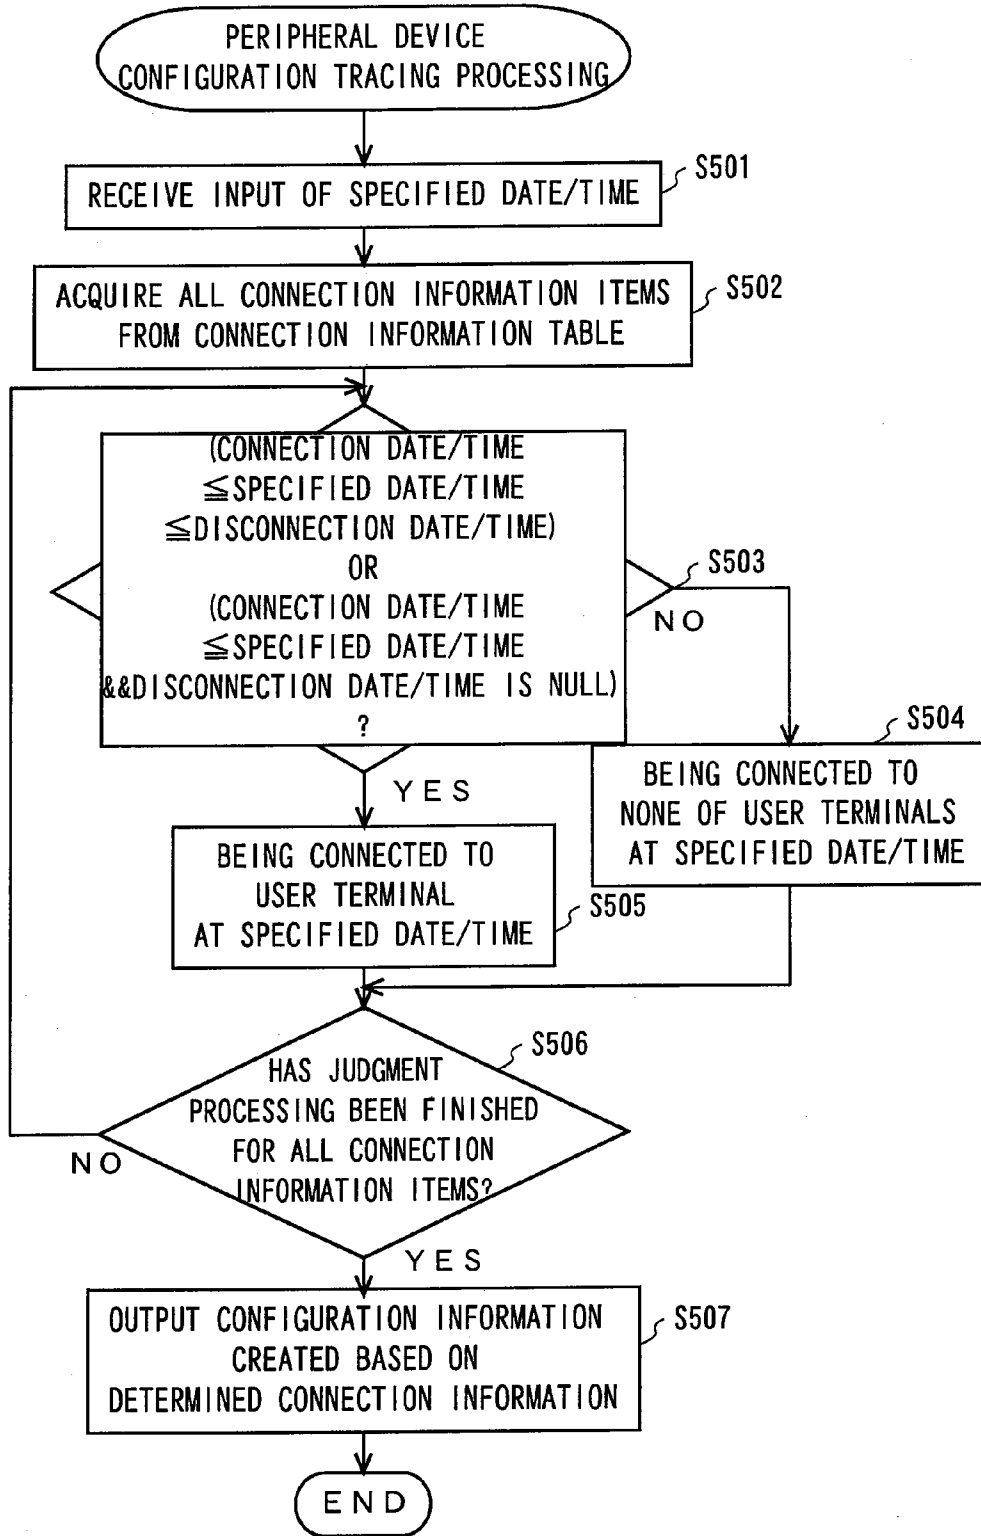 PERIPHERAL DEVICE
CONFIGURATION TRACING PROCESSING
RECEIVE INPUT OF SPECIFIED DATE/TIME
S501
ACQUIRE ALL CONNECTION INFORMATION ITEMS
FROM CONNECTION INFORMATION TABLE
S502
(CONNECTION DATE/TIME
≦SPECIFIED DATE/TIME
≦DISCONNECTION DATE/TIME)
OR
(CONNECTION DATE/TIME
≦SPECIFIED DATE/TIME
&&DISCONNECTION DATE/TIME IS NULL)
?
S503
NO
YES
S504
BEING CONNECTED TO
NONE OF USER TERMINALS
AT SPECIFIED DATE/TIME
BEING CONNECTED TO
USER TERMINAL
AT SPECIFIED DATE/TIME
S505
HAS JUDGMENT
PROCESSING BEEN FINISHED
FOR ALL CONNECTION
INFORMATION ITEMS?
S506
NO
YES
OUTPUT CONFIGURATION INFORMATION
CREATED BASED ON
DETERMINED CONNECTION INFORMATION
S507
END